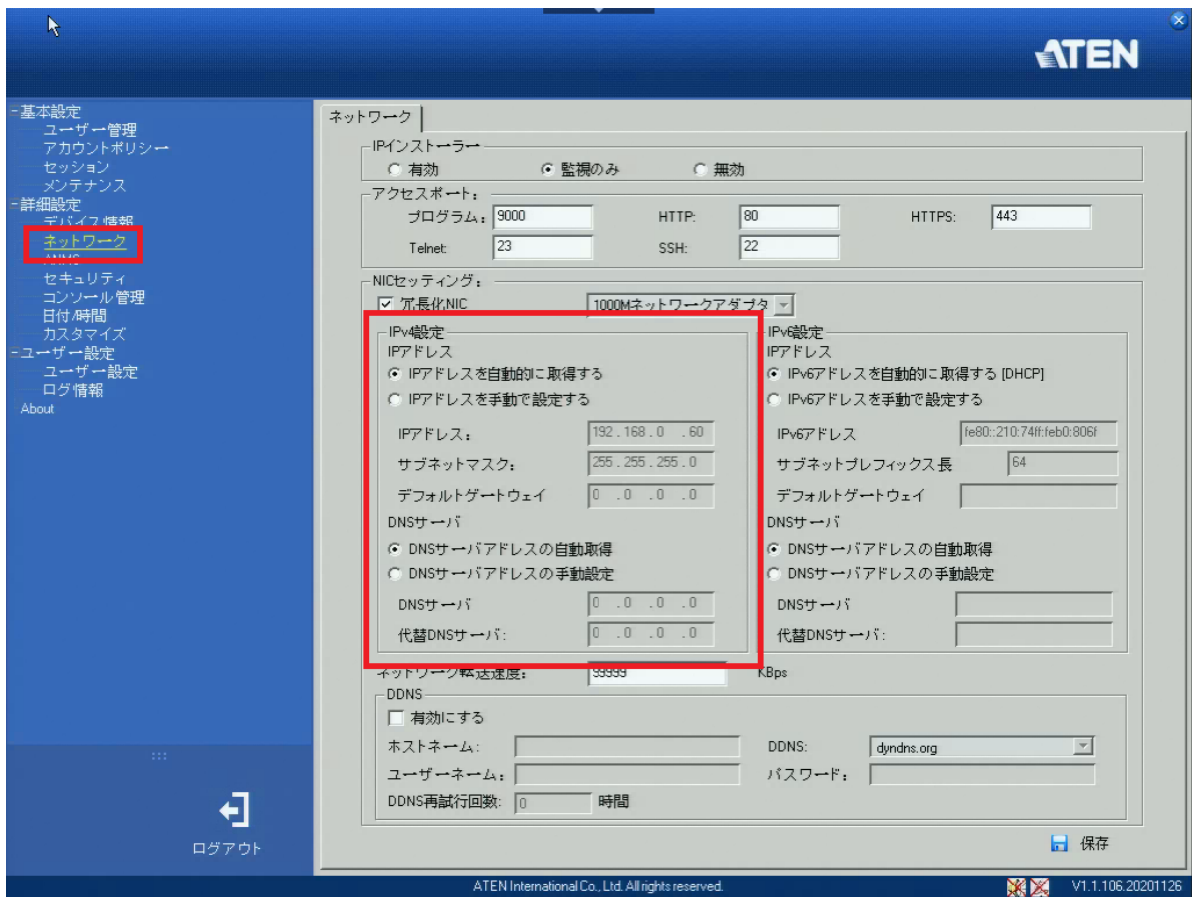 ATEN
基本設定
ユーザー管理
アカウントポリシー
セッション
メンテナンス
詳細設定
デバイス情報
ネットワーク
ANMS
セキュリティ
コンソール管理
日付/時間
カスタマイズ
ユーザー設定
ユーザー設定
ログ情報
About
ログアウト
ネットワーク
IPインストーラー
有効 監視のみ 無効
アクセスポート:
プログラム: 9000 HTTP: 80 HTTPS: 443
Telnet: 23 SSH: 22
NICセッティング:
冗長化NIC 1000Mネットワークアダプタ
IPv4設定
IPアドレス
IPアドレスを自動的に取得する
IPアドレスを手動で設定する
IPアドレス: 192.168.0.60
サブネットマスク: 255.255.255.0
デフォルトゲートウェイ 0.0.0.0
DNSサーバ
DNSサーバアドレスの自動取得
DNSサーバアドレスの手動設定
DNSサーバ 0.0.0.0
代替DNSサーバ: 0.0.0.0
IPv6設定
IPアドレス
IPv6アドレスを自動的に取得する [DHCP]
IPv6アドレスを手動で設定する
IPv6アドレス fe80::210:74ff:feb0:806f
サブネットプレフィックス長 64
デフォルトゲートウェイ
DNSサーバ
DNSサーバアドレスの自動取得
DNSサーバアドレスの手動設定
DNSサーバ
代替DNSサーバ:
ネットワーク転送速度: 99999 KBps
DDNS
有効にする
ホストネーム: DDNS: dyndns.org
ユーザーネーム: パスワード:
DDNS再試行回数: 0 時間
保存
ATEN International Co., Ltd. All rights reserved.
V1.1.106.20201126